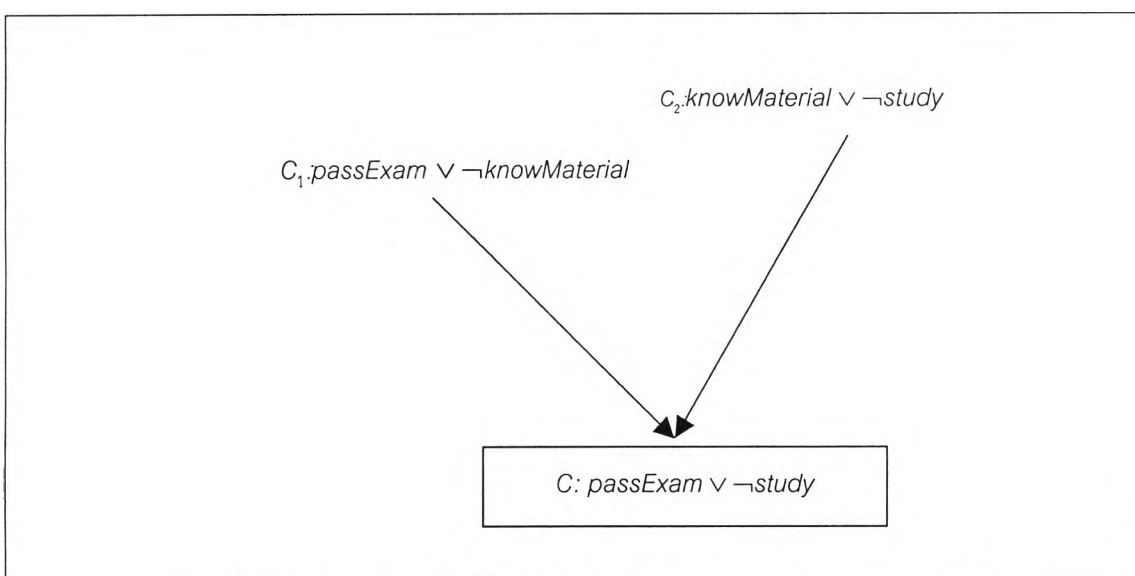 C₂:knowMaterial ∨ ¬study
C₁:passExam ∨ ¬knowMaterial
C: passExam ∨ ¬study